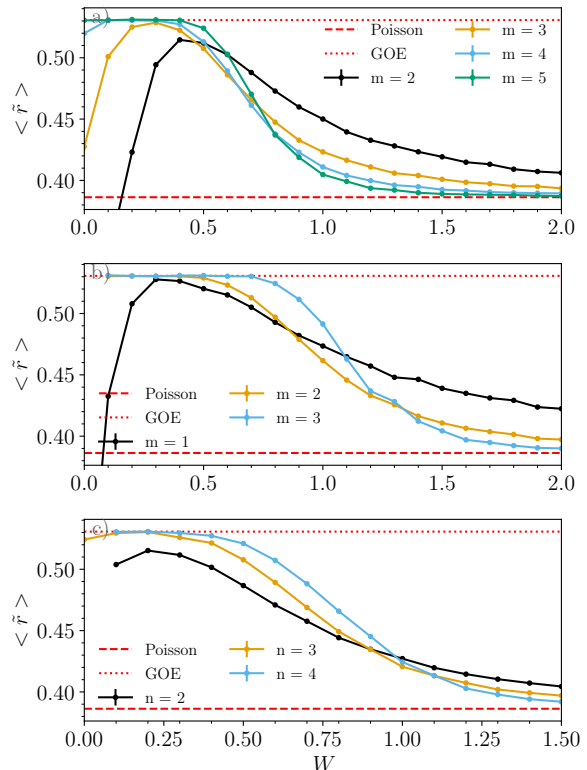 a)
0.50
0.45
0.40
< r̃ >
Poisson
GOE
m = 2
m = 3
m = 4
m = 5
0.0 0.5 1.0 1.5 2.0
b)
0.50
0.45
0.40
< r̃ >
Poisson
GOE
m = 1
m = 2
m = 3
0.0 0.5 1.0 1.5 2.0
c)
0.50
0.45
0.40
< r̃ >
Poisson
GOE
n = 2
n = 3
n = 4
0.00 0.25 0.50 0.75 1.00 1.25 1.50
W